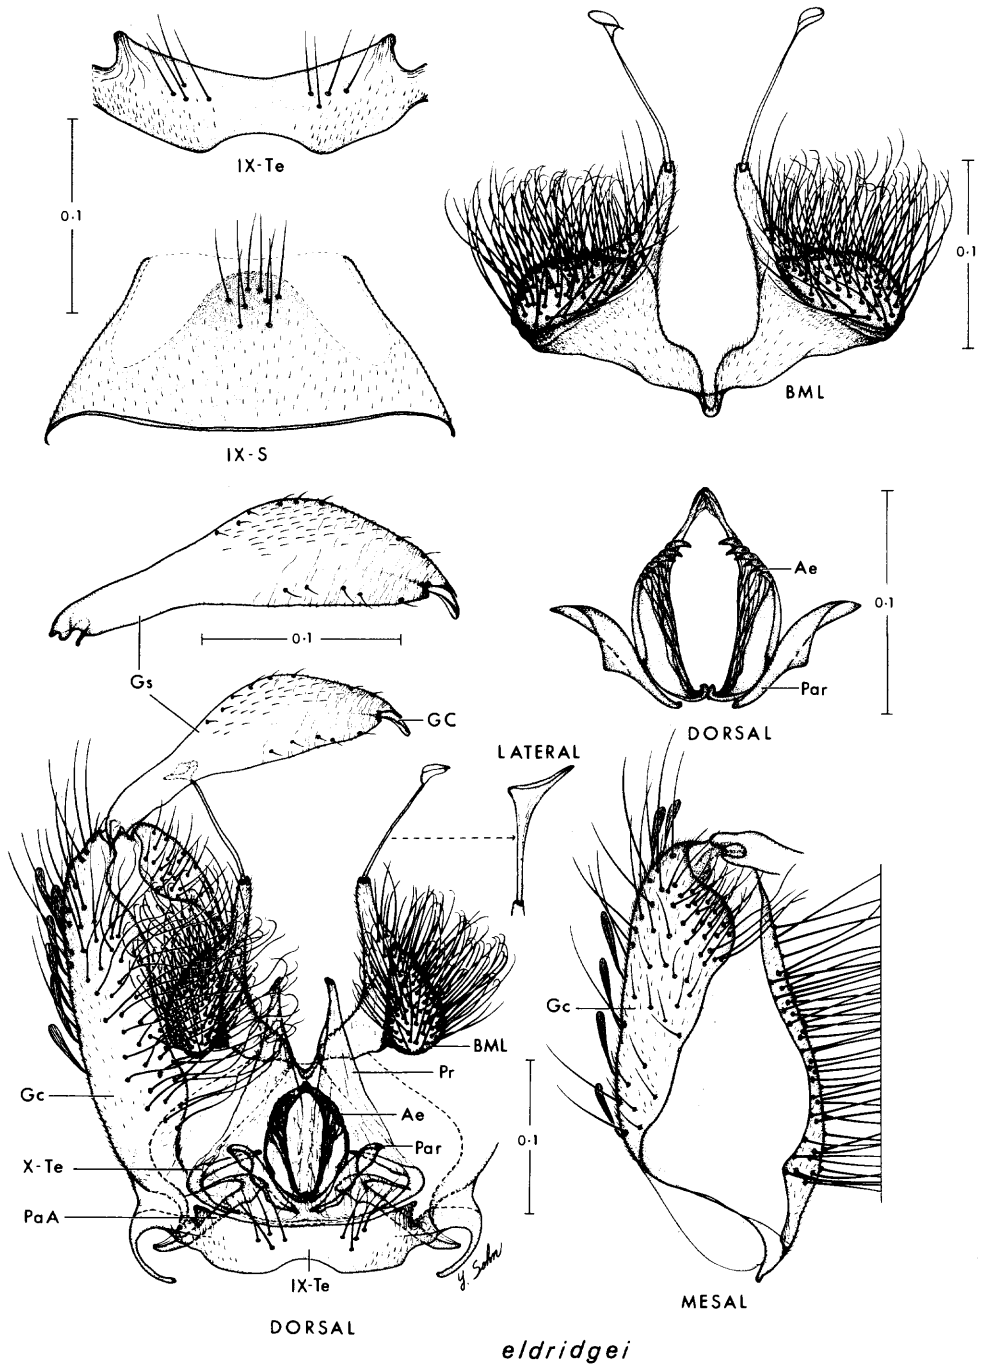 IX-Te
0·1
IX-S
BML
0·1
Gs
0·1
GC
Ae
0·1
Par
DORSAL
LATERAL
Gc
X-Te
PaA
BML
Pr
Ae
Par
0·1
IX-Te
Y. Sohn
DORSAL
Gc
MESAL
eldridgei